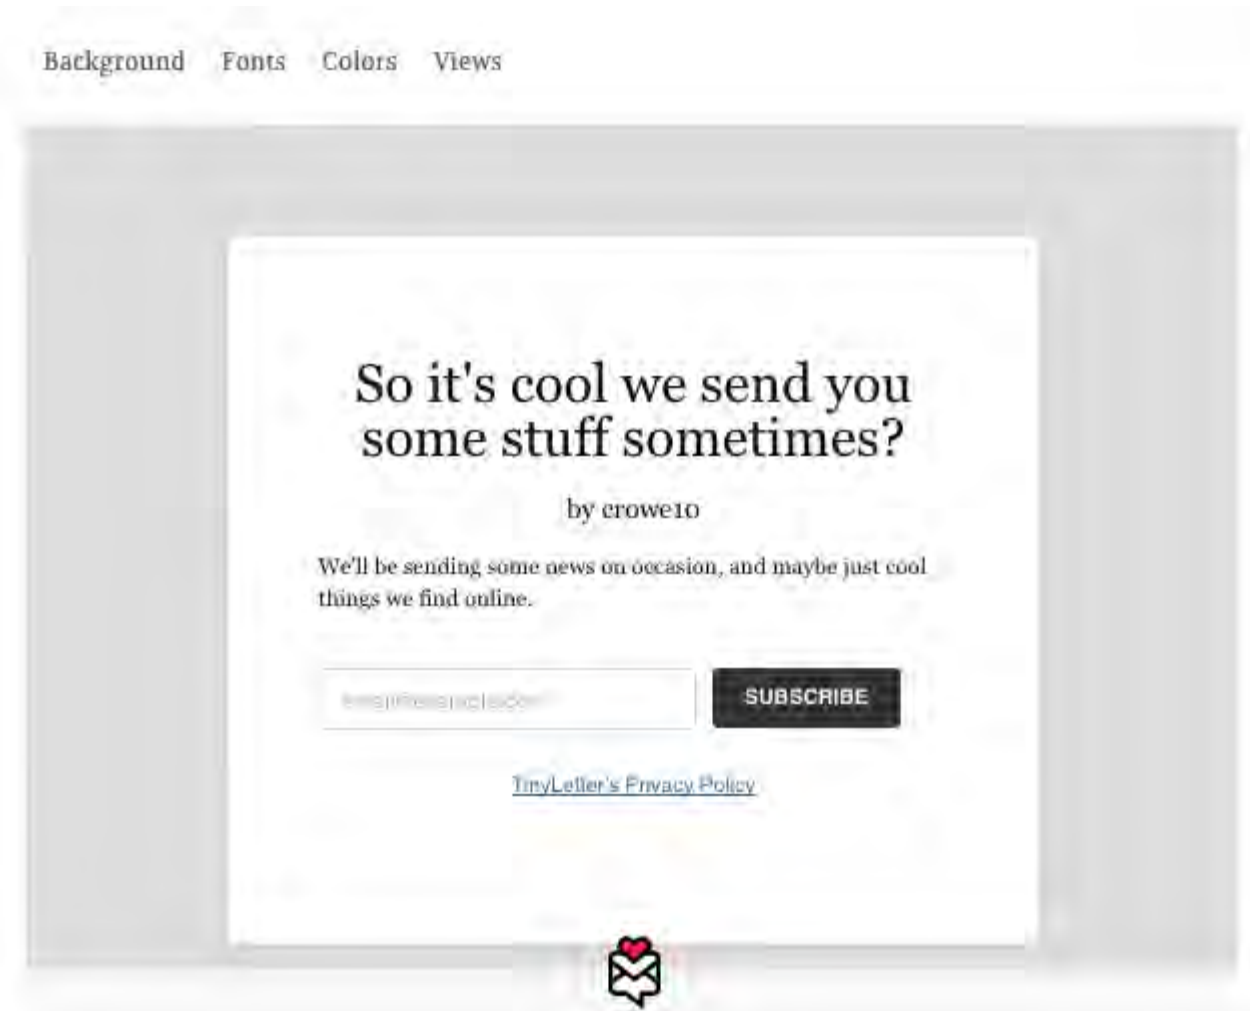 Background Fonts Colors Views
So it's cool we send you
some stuff sometimes?
by crowe10
We'll be sending some news on occasion, and maybe just cool
things we find online.
SUBSCRIBE
TinyLetter's Privacy Policy